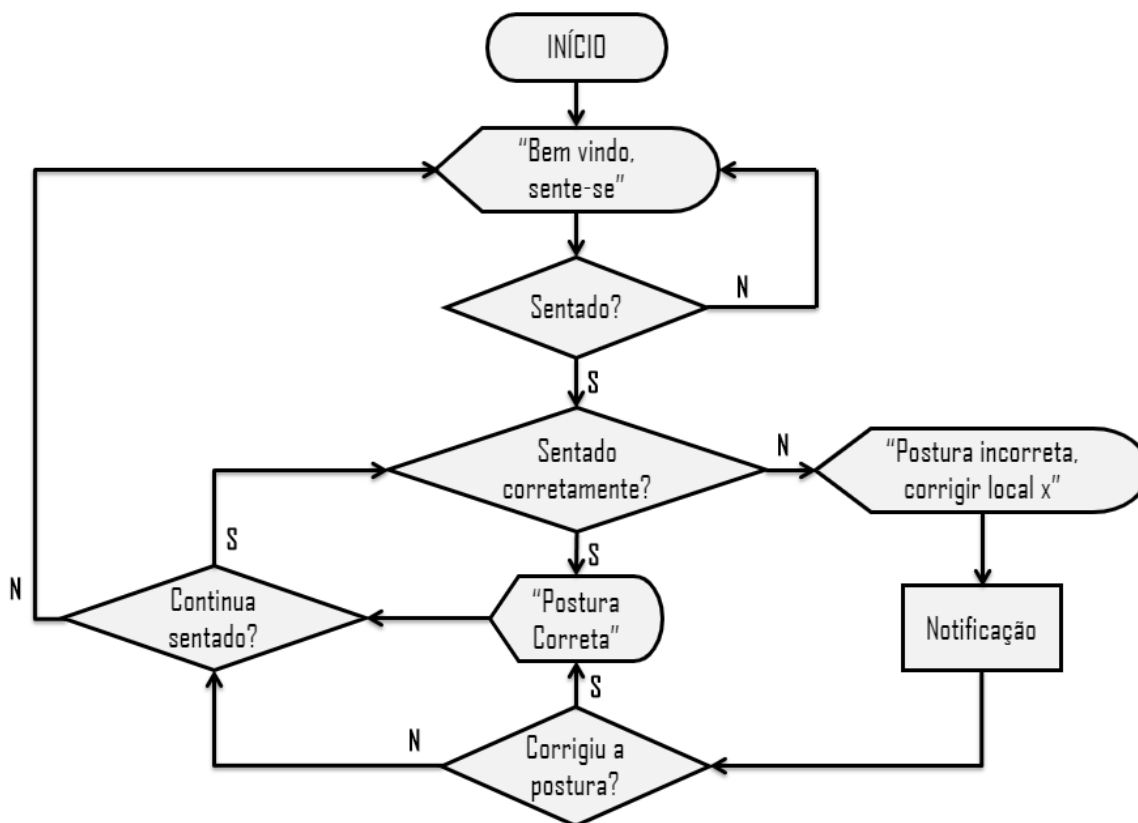 INÍCIO
“Bem vindo,
sente-se”
Sentado?
N
S
Sentado
corretamente?
N
“Postura incorreta,
corrigir local x”
S
S
N
Continua
sentado?
“Postura
Correta”
Notificação
S
N
Corrigiu a
postura?